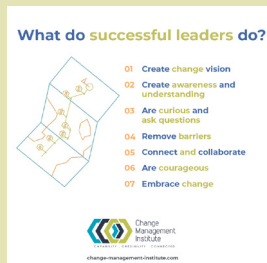 What do successful leaders do?
01 Create change vision
02 Create awareness and
understanding
03 Are curious and
ask questions
04 Remove barriers
05 Connect and collaborate
06 Are courageous
07 Embrace change
Change
Management
Institute
change-management-institute.com